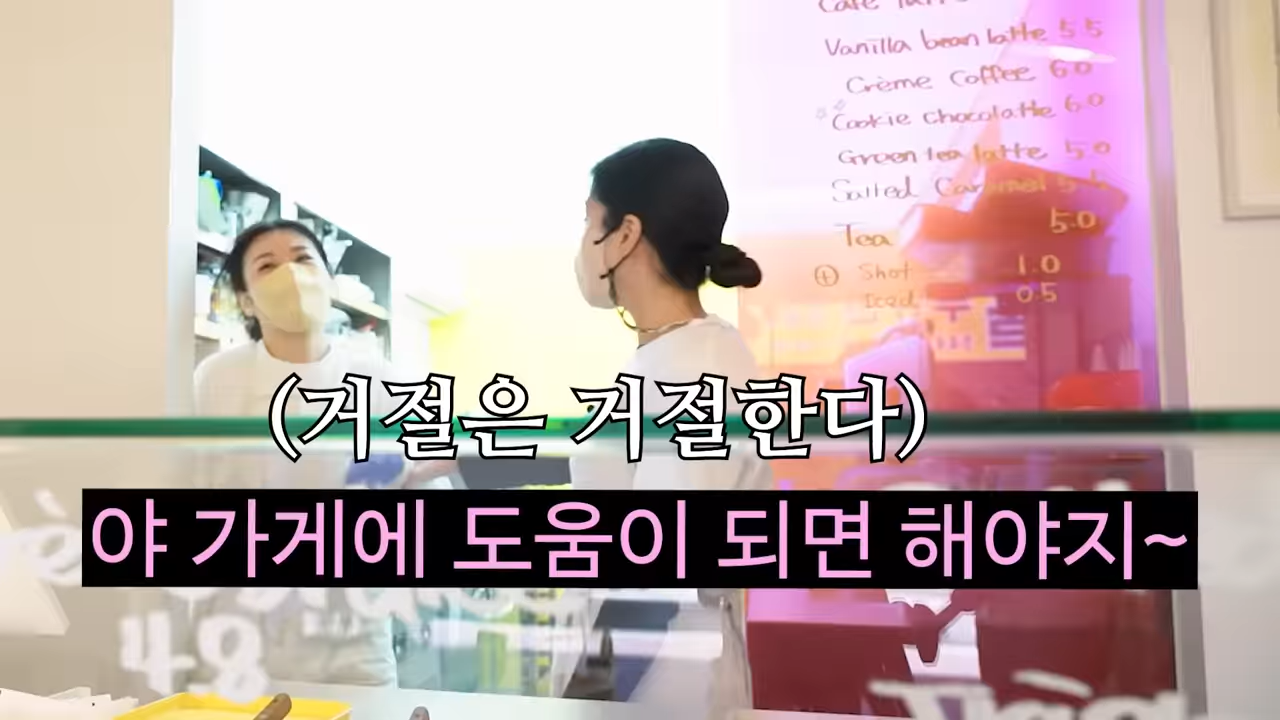 Vanilla bean latte 5.5
Crème Coffee 6.0
Cookie chocolatte 6.0
Green tea latte 5.0
Salted Caramel
Tea 5.0
⊕ Shot 1.0
Iced 0.5
(거절은 거절한다)
야 가게에 도움이 되면 해야지~
48